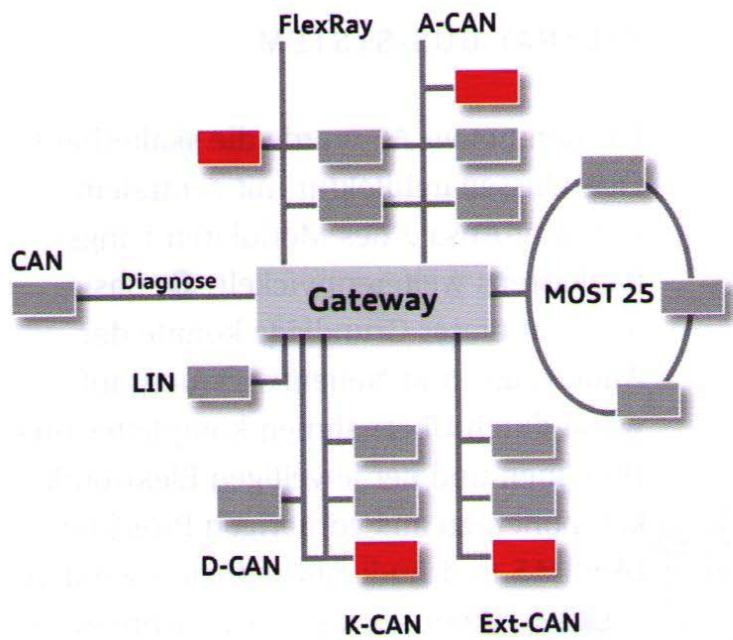 FlexRay
A-CAN
CAN
Diagnose
Gateway
MOST 25
LIN
D-CAN
K-CAN
Ext-CAN